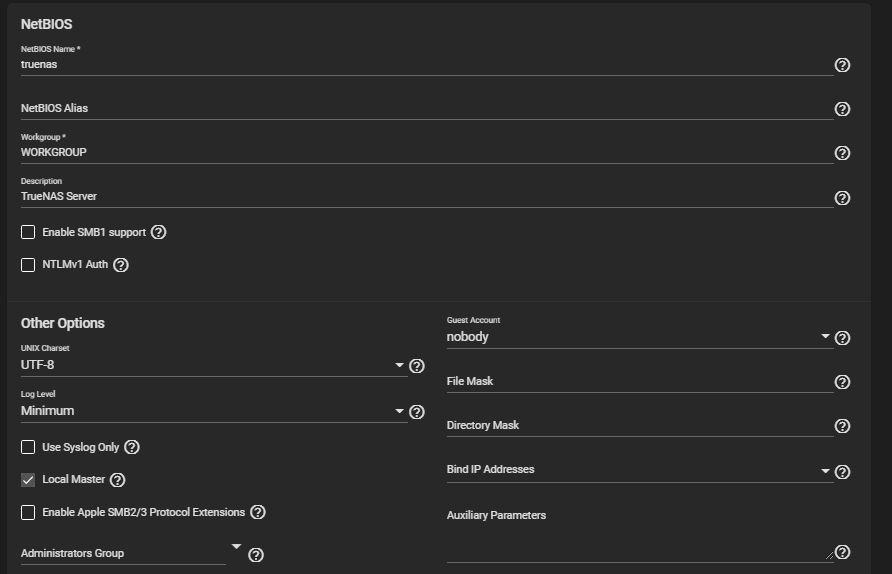 NetBIOS
NetBIOS Name *
truenas
NetBIOS Alias
Workgroup *
WORKGROUP
Description
TrueNAS Server
Enable SMB1 support
NTLMv1 Auth
Other Options
UNIX Charset
UTF-8
Log Level
Minimum
Use Syslog Only
Local Master
Enable Apple SMB2/3 Protocol Extensions
Administrators Group
Guest Account
nobody
File Mask
Directory Mask
Bind IP Addresses
Auxiliary Parameters